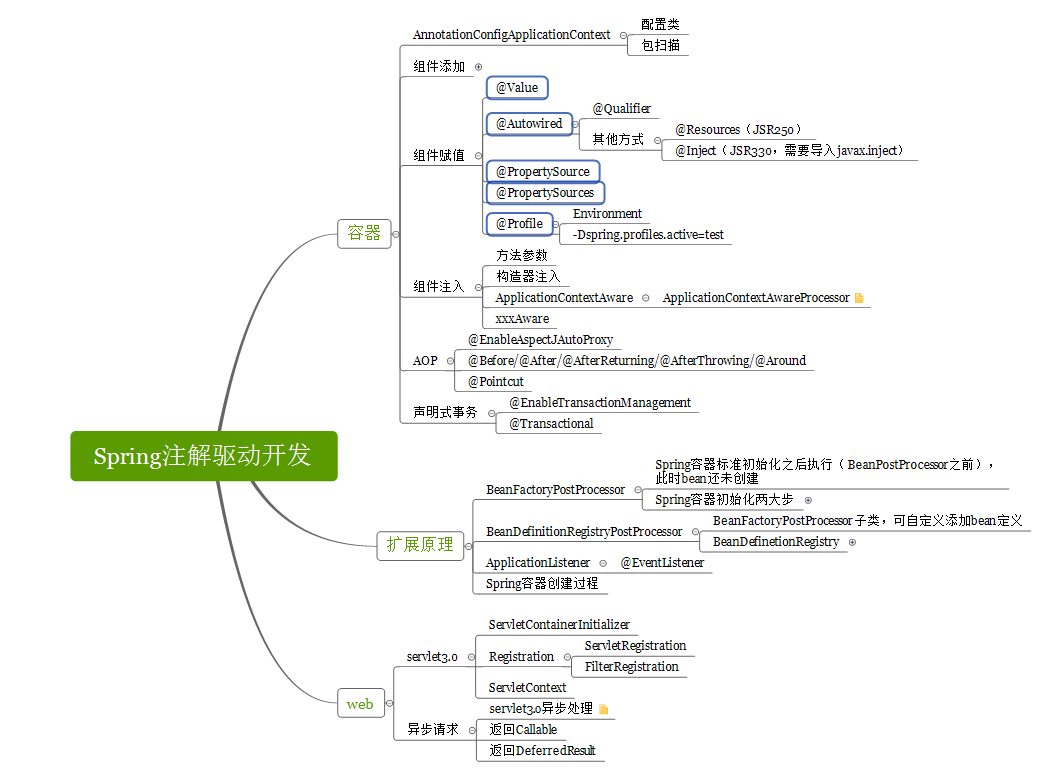 AnnotationConfigApplicationContext
配置类
包扫描
组件添加
组件赋值
@Value
@Autowired
@Qualifier
其他方式
@Resources（JSR250）
@Inject（JSR330，需要导入javax.inject）
@PropertySource
@PropertySources
@Profile
Environment
-Dspring.profiles.active=test
容器
组件注入
方法参数
构造器注入
ApplicationContextAware
ApplicationContextAwareProcessor
xxxAware
AOP
@EnableAspectJAutoProxy
@Before/@After/@AfterReturning/@AfterThrowing/@Around
@Pointcut
声明式事务
@EnableTransactionManagement
@Transactional
Spring注解驱动开发
扩展原理
BeanFactoryPostProcessor
Spring容器标准初始化之后执行（BeanPostProcessor之前），
此时bean还未创建
Spring容器初始化两大步
BeanDefinitionRegistryPostProcessor
BeanFactoryPostProcessor子类，可自定义添加bean定义
BeanDefinetionRegistry
ApplicationListener
@EventListener
Spring容器创建过程
web
servlet3.0
ServletContainerInitializer
Registration
ServletRegistration
FilterRegistration
ServletContext
异步请求
servlet3.0异步处理
返回Callable
返回DeferredResult